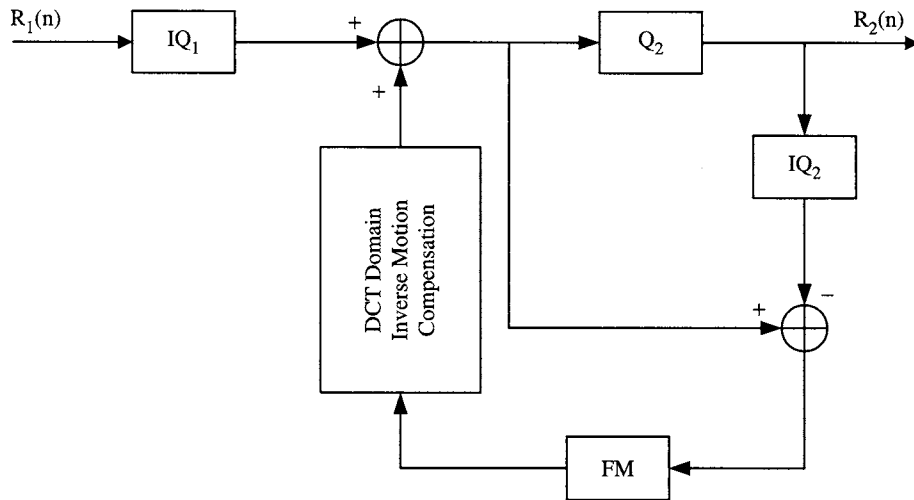 R₁(n)
IQ₁
+
Q₂
R₂(n)
+
IQ₂
DCT Domain
Inverse Motion
Compensation
−
+
FM